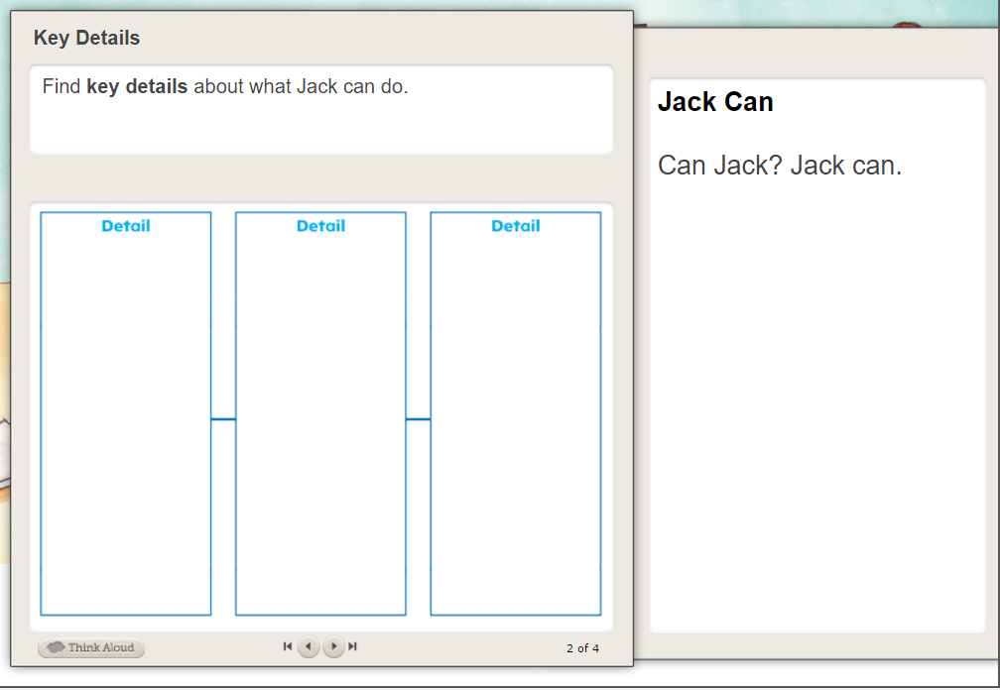 Key Details
Find key details about what Jack can do.
Detail
Detail
Detail
Think Aloud
2 of 4
Jack Can
Can Jack? Jack can.